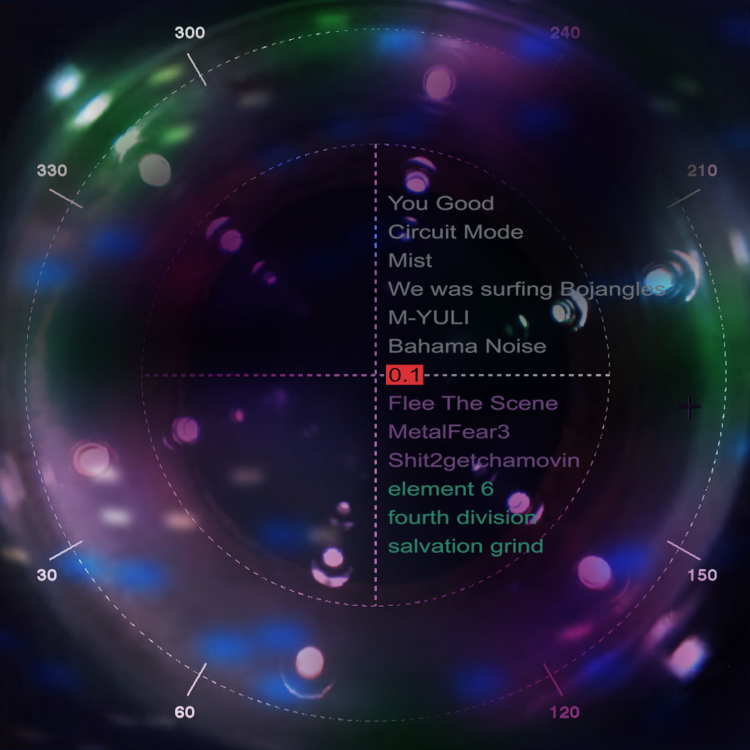 300
240
330
210
You Good
Circuit Mode
Mist
We was surfing Bojangles
M-YULI
Bahama Noise
0.1
Flee The Scene
MetalFear3
Shit2getchamovin
element 6
fourth division
salvation grind
30
150
60
120